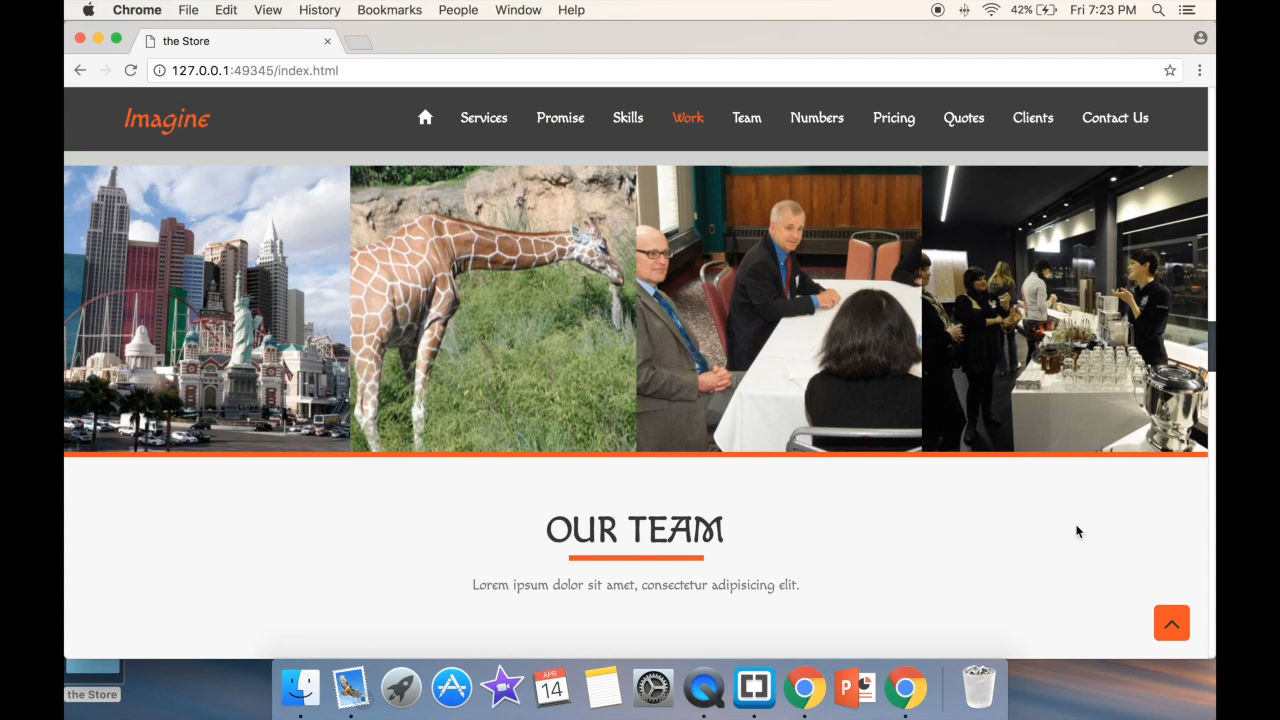 Chrome File Edit View History Bookmarks People Window Help 42% Fri 7:23 PM
the Store
127.0.0.1:49345/index.html
Imagine Services Promise Skills Work Team Numbers Pricing Quotes Clients Contact Us
OUR TEAM
Lorem ipsum dolor sit amet, consectetur adipisicing elit.
the Store
APR
14
P